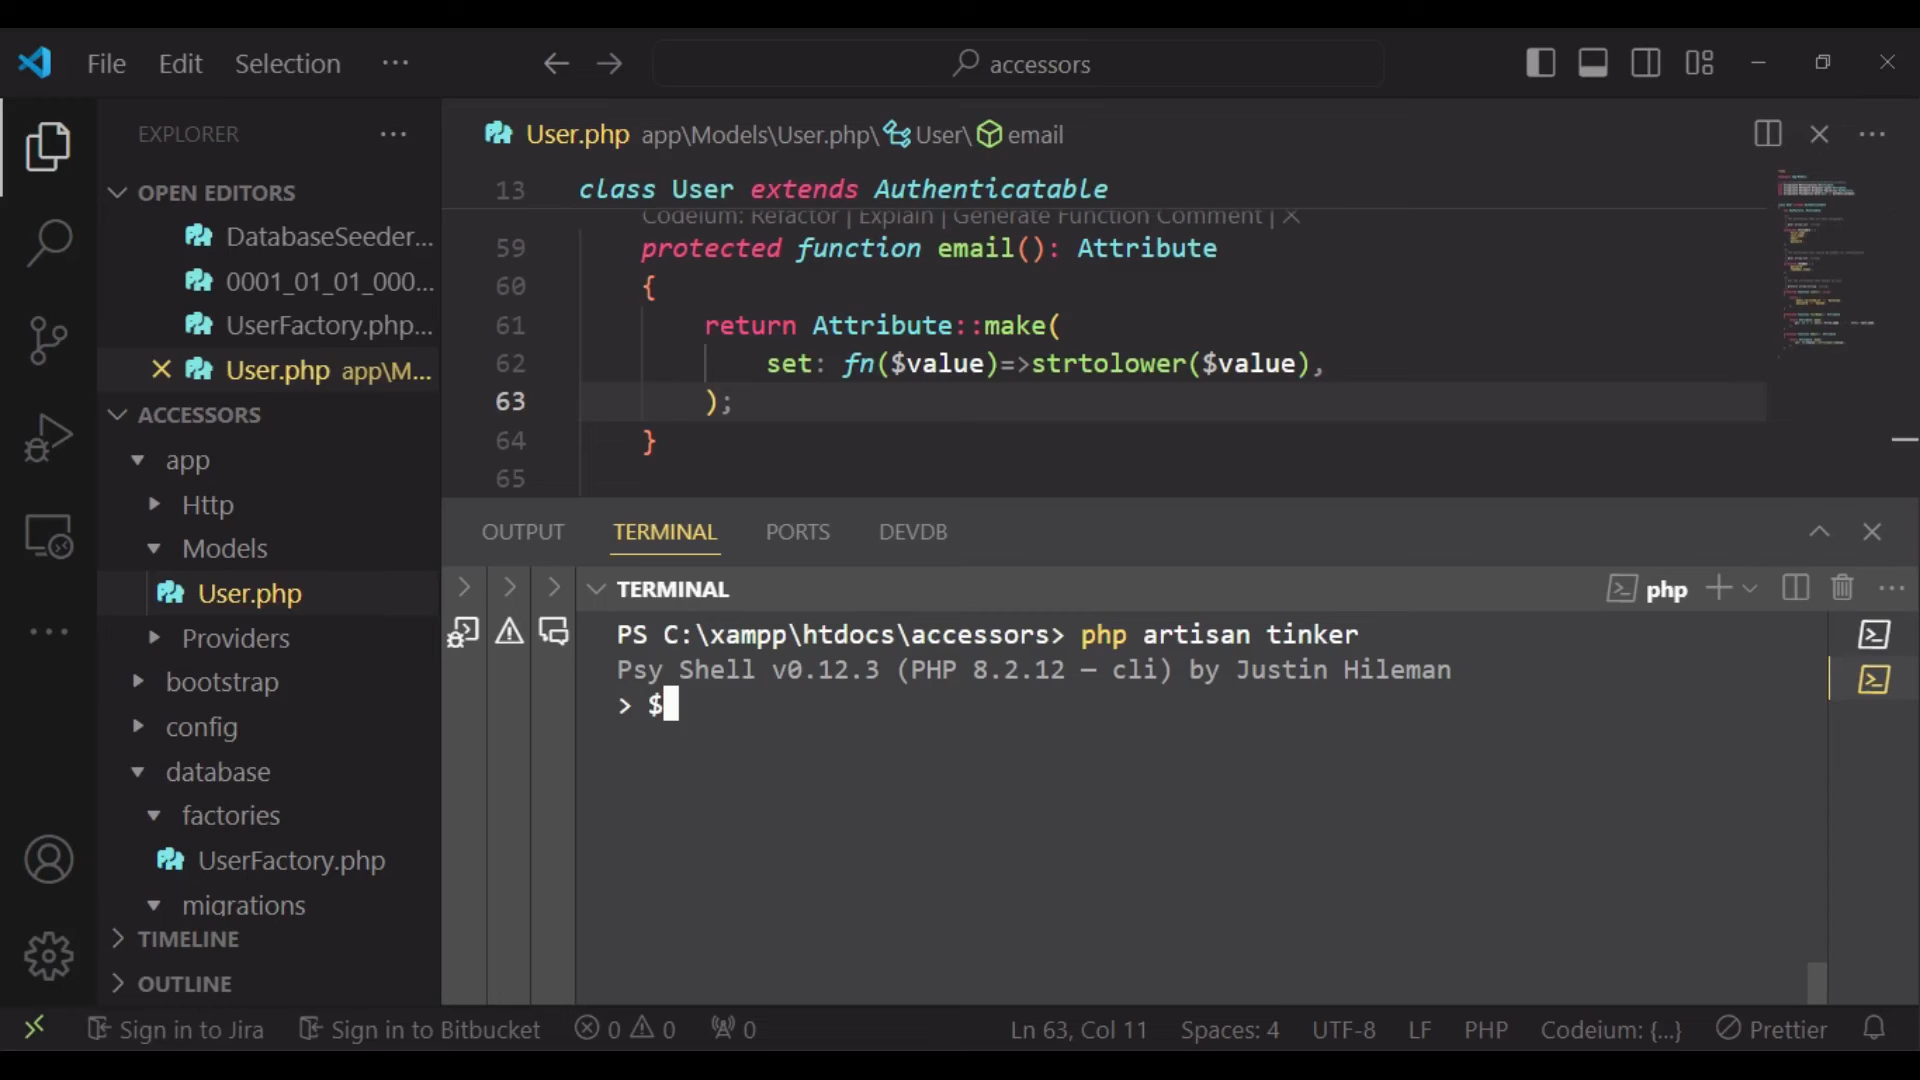 File Edit Selection ···
accessors
EXPLORER ···
OPEN EDITORS
DatabaseSeeder...
0001_01_01_000...
UserFactory.php...
User.php app\M...
ACCESSORS
app
Http
Models
User.php
Providers
bootstrap
config
database
factories
UserFactory.php
migrations
TIMELINE
OUTLINE
User.php app\Models\User.php\ User\ email
13 class User extends Authenticatable
Codeium: Refactor | Explain | Generate Function Comment | ×
59 protected function email(): Attribute
60 {
61 return Attribute::make(
62 set: fn($value)=>strtolower($value),
63 );
64 }
65
OUTPUT TERMINAL PORTS DEVDB
TERMINAL
php
PS C:\xampp\htdocs\accessors> php artisan tinker
Psy Shell v0.12.3 (PHP 8.2.12 — cli) by Justin Hileman
> $
Sign in to Jira Sign in to Bitbucket 0 0 0 Ln 63, Col 11 Spaces: 4 UTF-8 LF PHP Codeium: {...} Prettier